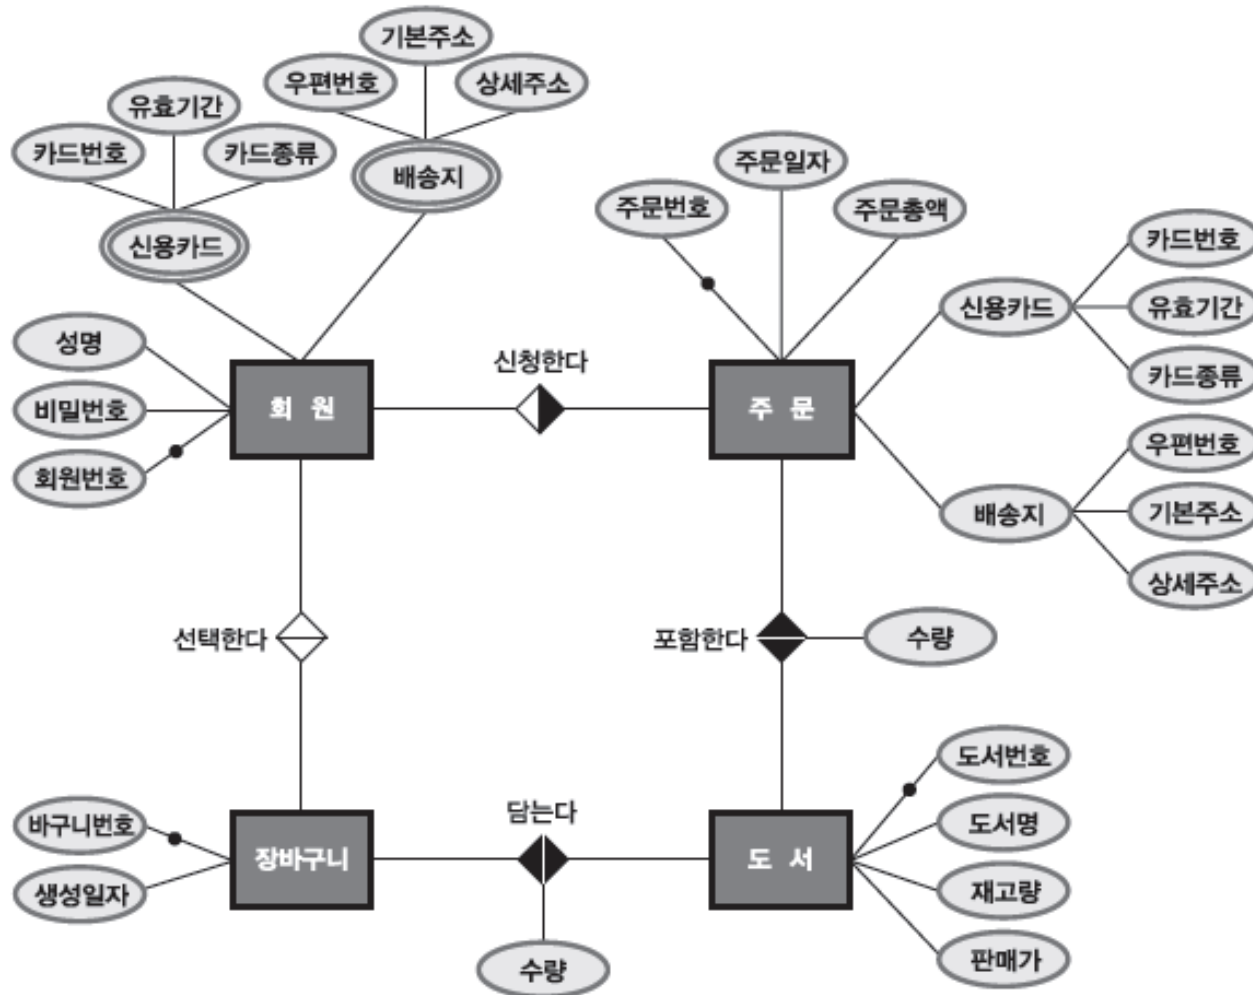 기본주소
우편번호
상세주소
유효기간
카드번호
카드종류
배송지
신용카드
주문일자
주문번호
주문총액
카드번호
신용카드
유효기간
카드종류
성명
비밀번호
회원번호
회 원
신청한다
주 문
우편번호
배송지
기본주소
상세주소
선택한다
포함한다
수량
도서번호
도서명
재고량
판매가
바구니번호
생성일자
장바구니
담는다
도 서
수량